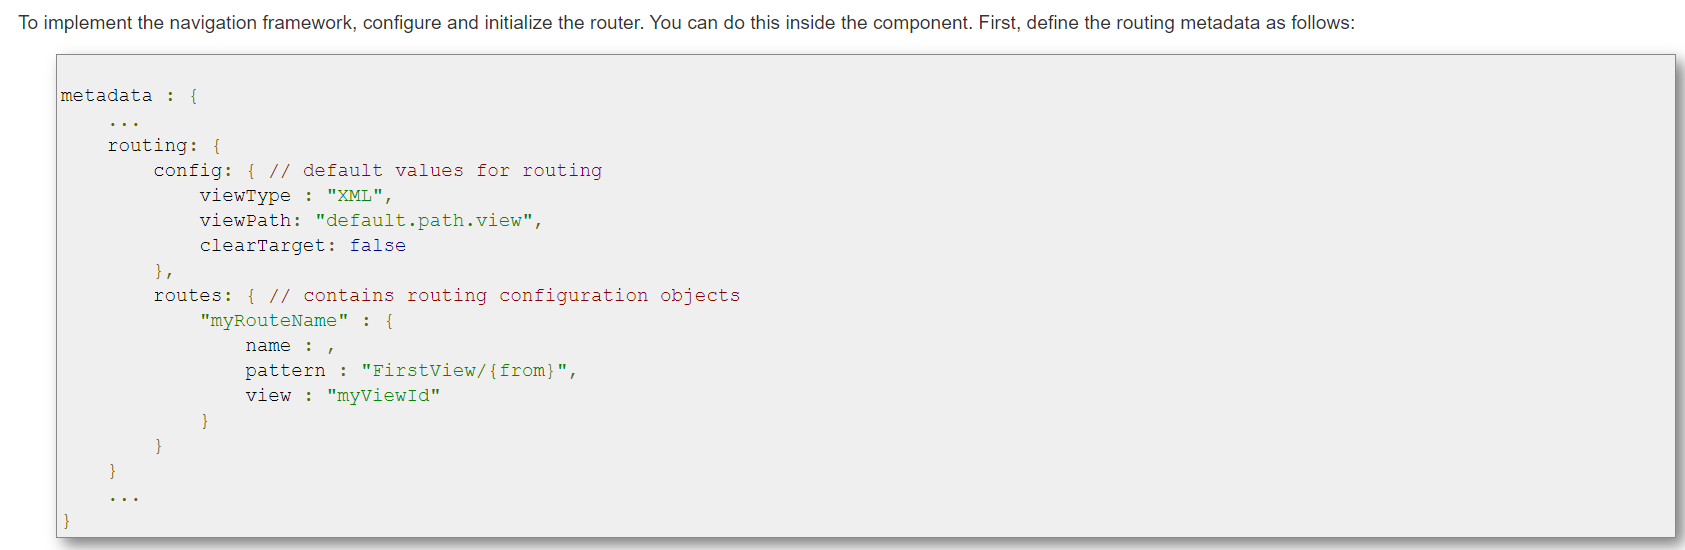 To implement the navigation framework, configure and initialize the router. You can do this inside the component. First, define the routing metadata as follows:
metadata : {
    ...
    routing: {
        config: { // default values for routing
            viewType : "XML",
            viewPath: "default.path.view",
            clearTarget: false
        },
        routes: { // contains routing configuration objects
            "myRouteName" : {
                name : ,
                pattern : "FirstView/{from}",
                view : "myViewId"
            }
        }
    }
    ...
}